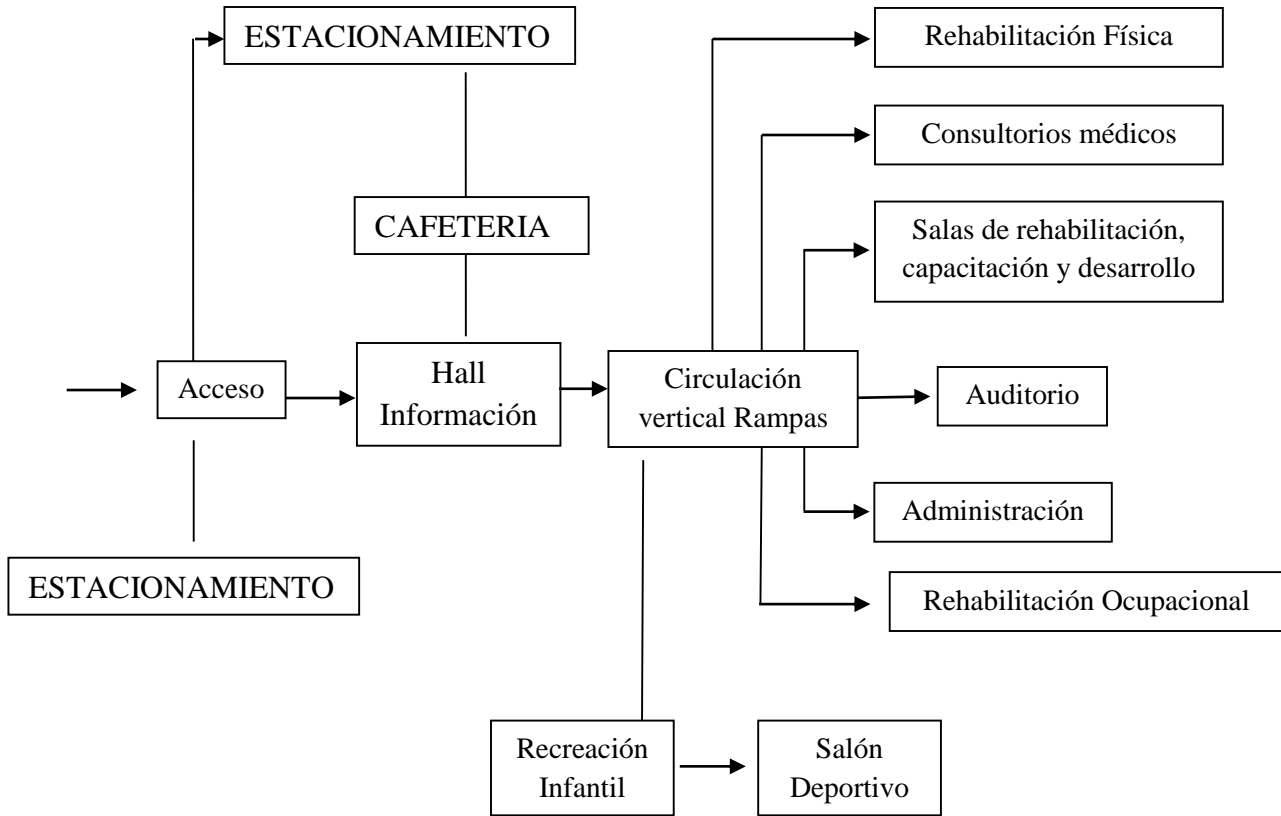 ESTACIONAMIENTO
Rehabilitación Física
Consultorios médicos
CAFETERIA
Salas de rehabilitación,
capacitación y desarrollo
Acceso
Hall
Información
Circulación
vertical Rampas
Auditorio
Administración
ESTACIONAMIENTO
Rehabilitación Ocupacional
Recreación
Infantil
Salón
Deportivo